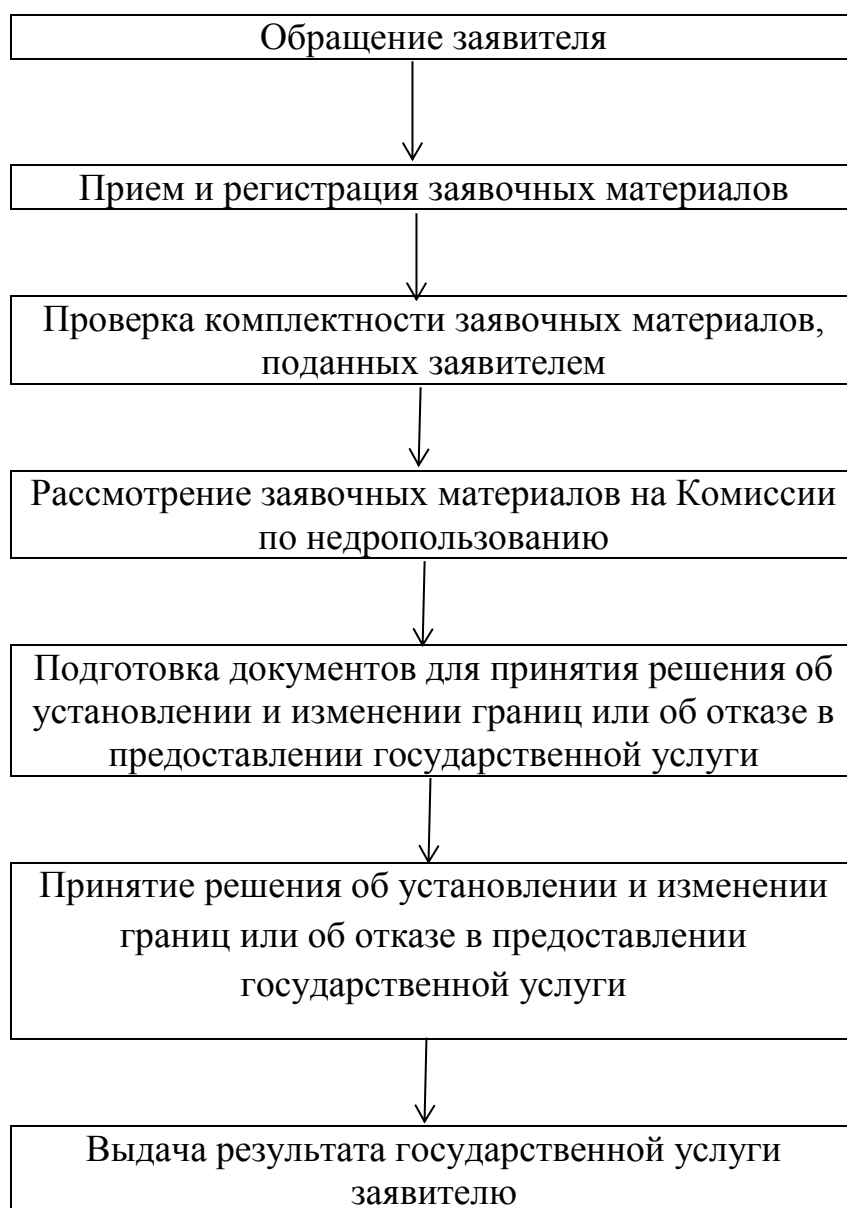 Обращение заявителя
Прием и регистрация заявочных материалов
Проверка комплектности заявочных материалов,
поданных заявителем
Рассмотрение заявочных материалов на Комиссии
по недропользованию
Подготовка документов для принятия решения об
установлении и изменении границ или об отказе в
предоставлении государственной услуги
Принятие решения об установлении и изменении
границ или об отказе в предоставлении
государственной услуги
Выдача результата государственной услуги
заявителю